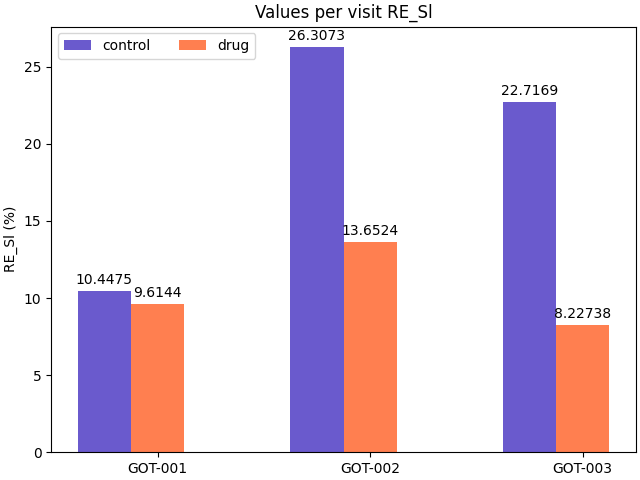 Values per visit RE_Sl
control
drug
RE_Sl (%)
25
20
15
10
5
0
10.4475
9.6144
26.3073
13.6524
22.7169
8.22738
GOT-001
GOT-002
GOT-003